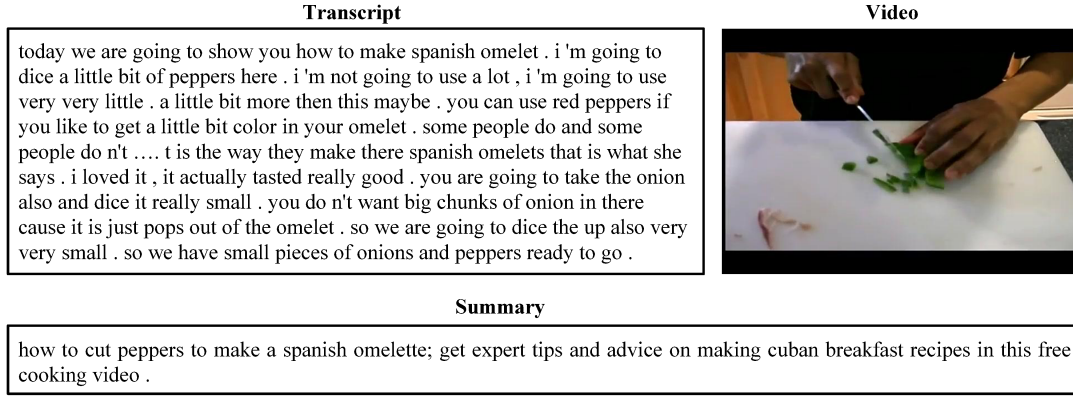 Transcript
today we are going to show you how to make spanish omelet . i 'm going to
dice a little bit of peppers here . i 'm not going to use a lot , i 'm going to use
very very little . a little bit more then this maybe . you can use red peppers if
you like to get a little bit color in your omelet . some people do and some
people do n't …. t is the way they make there spanish omelets that is what she
says . i loved it , it actually tasted really good . you are going to take the onion
also and dice it really small . you do n't want big chunks of onion in there
cause it is just pops out of the omelet . so we are going to dice the up also very
very small . so we have small pieces of onions and peppers ready to go .
Video
Summary
how to cut peppers to make a spanish omelette; get expert tips and advice on making cuban breakfast recipes in this free
cooking video .